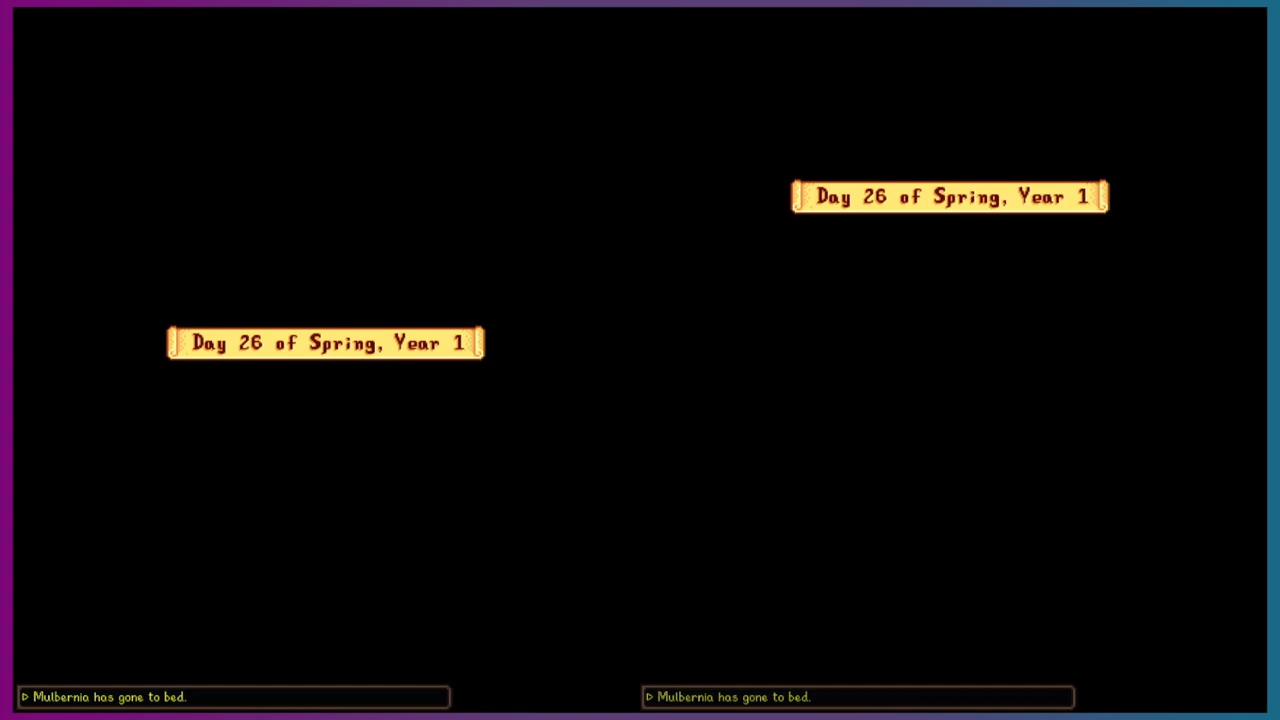 Day 26 of Spring, Year 1
Day 26 of Spring, Year 1
▷ Mulbernia has gone to bed.
▷ Mulbernia has gone to bed.